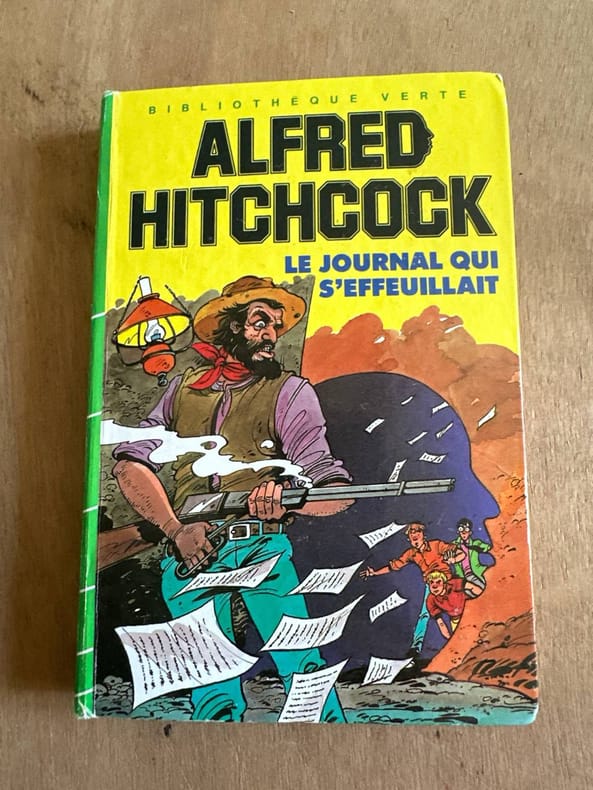 BIBLIOTHÈQUE VERTE
ALFRED
HITCHCOCK
LE JOURNAL QUI
S'EFFEUILLAIT